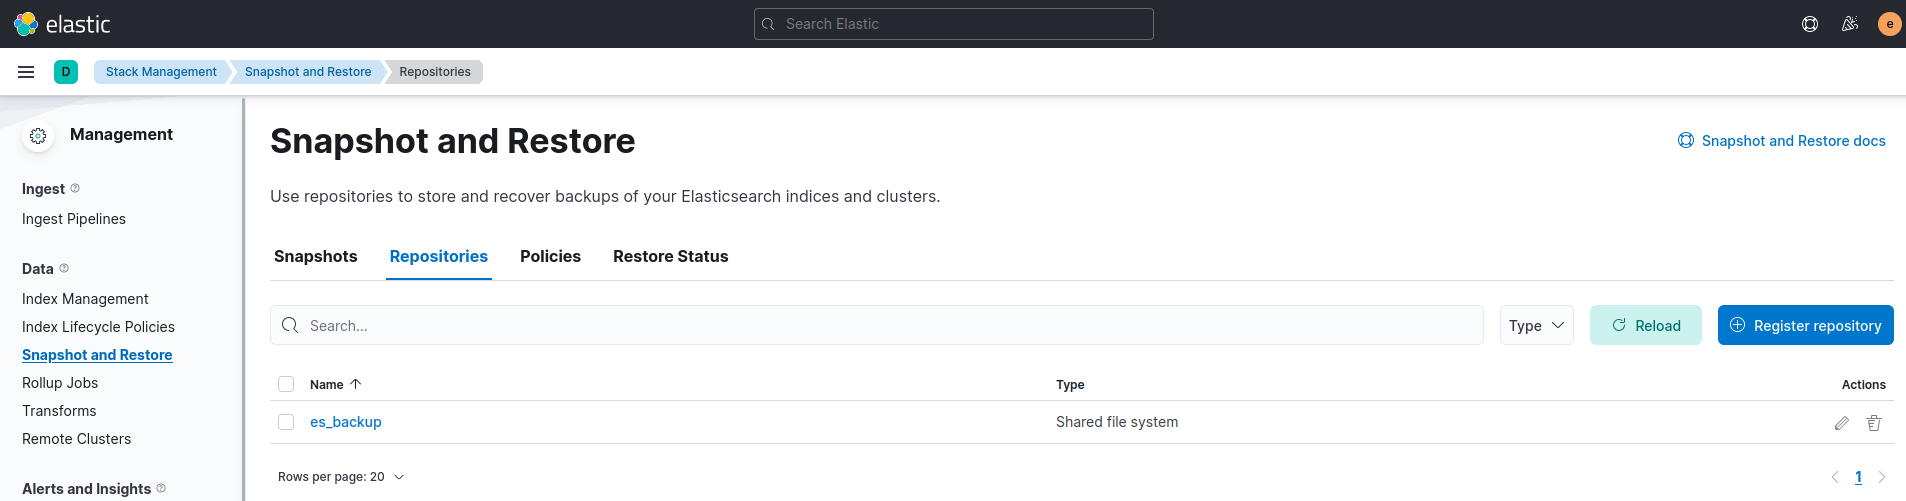 elastic
Search Elastic
e
D
Stack Management
Snapshot and Restore
Repositories
Management
Ingest
Ingest Pipelines
Data
Index Management
Index Lifecycle Policies
Snapshot and Restore
Rollup Jobs
Transforms
Remote Clusters
Alerts and Insights
Snapshot and Restore
Snapshot and Restore docs
Use repositories to store and recover backups of your Elasticsearch indices and clusters.
Snapshots Repositories Policies Restore Status
Search...
Type
Reload
Register repository
Name Type Actions
es_backup Shared file system
Rows per page: 20
1